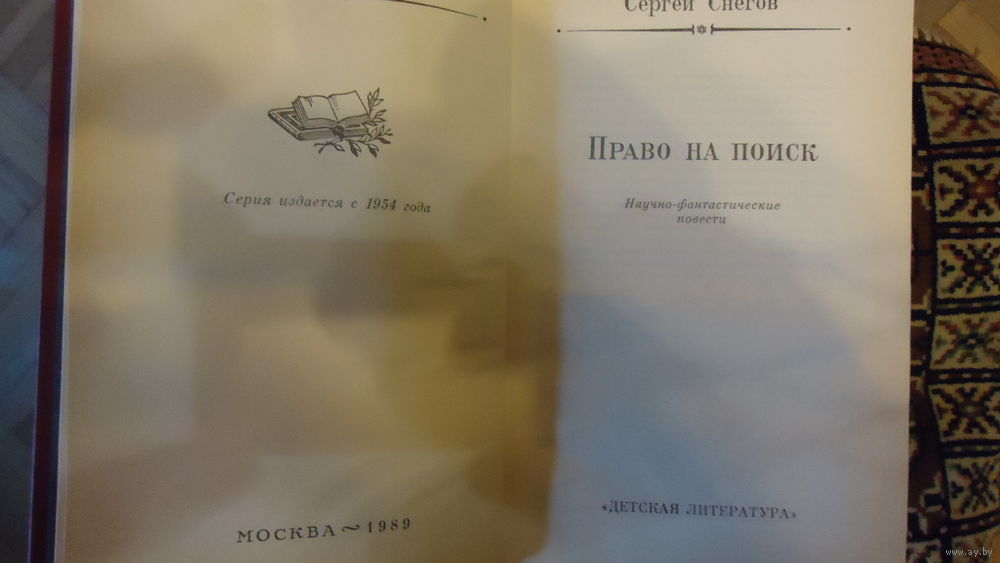 Серия издается с 1954 года
МОСКВА ~ 1989
Сергей Снегов
ПРАВО НА ПОИСК
Научно-фантастические
повести
«ДЕТСКАЯ ЛИТЕРАТУРА»
www.ay.by